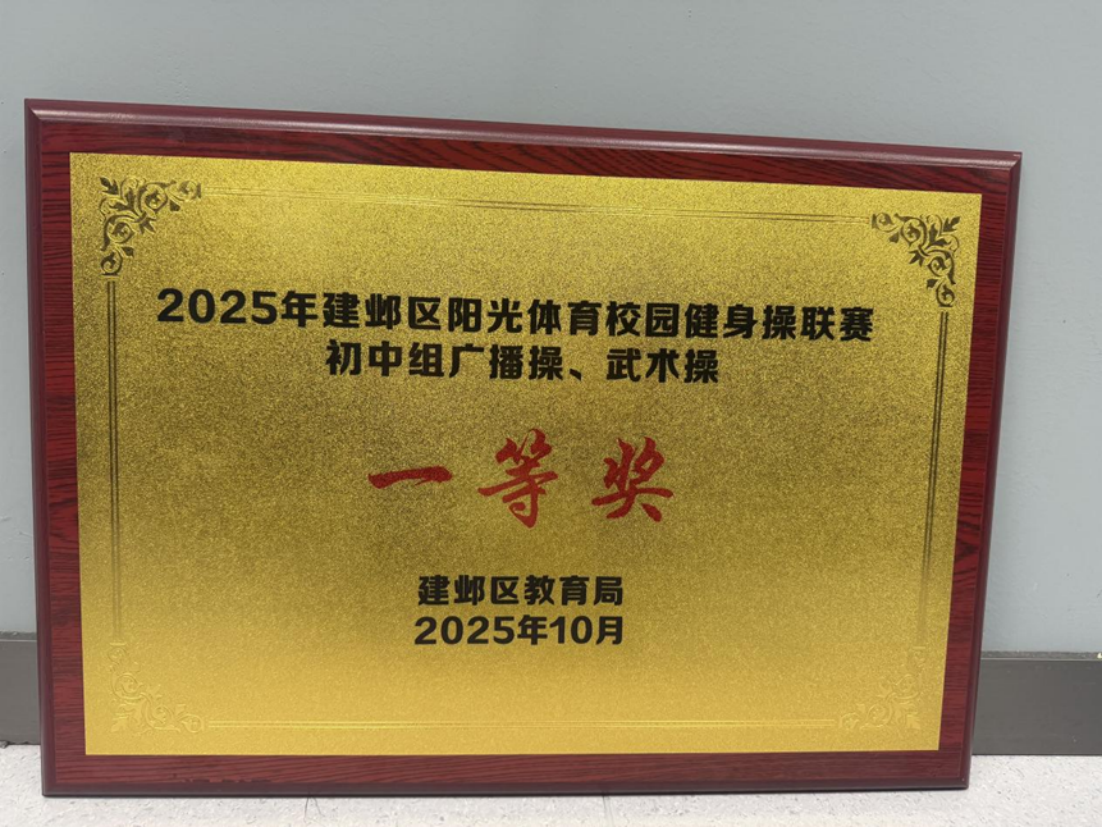 2025年建邺区阳光体育校园健身操联赛
初中组广播操、武术操
一等奖
建邺区教育局
2025年10月